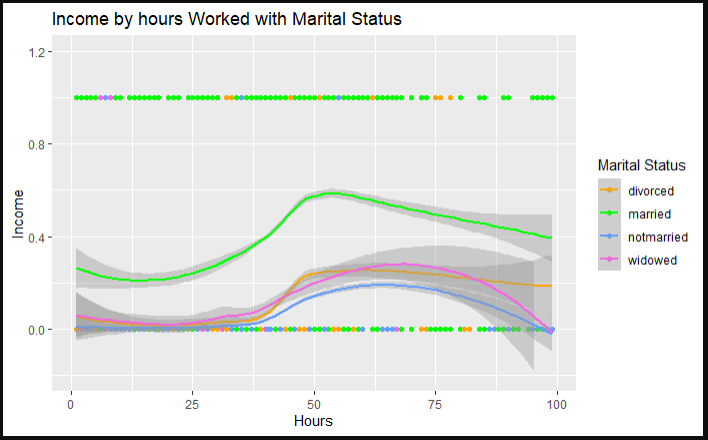 Income by hours Worked with Marital Status
1.2
0.8
0.4
0.0
Income
0 25 50 75 100
Hours
Marital Status
divorced
married
notmarried
widowed